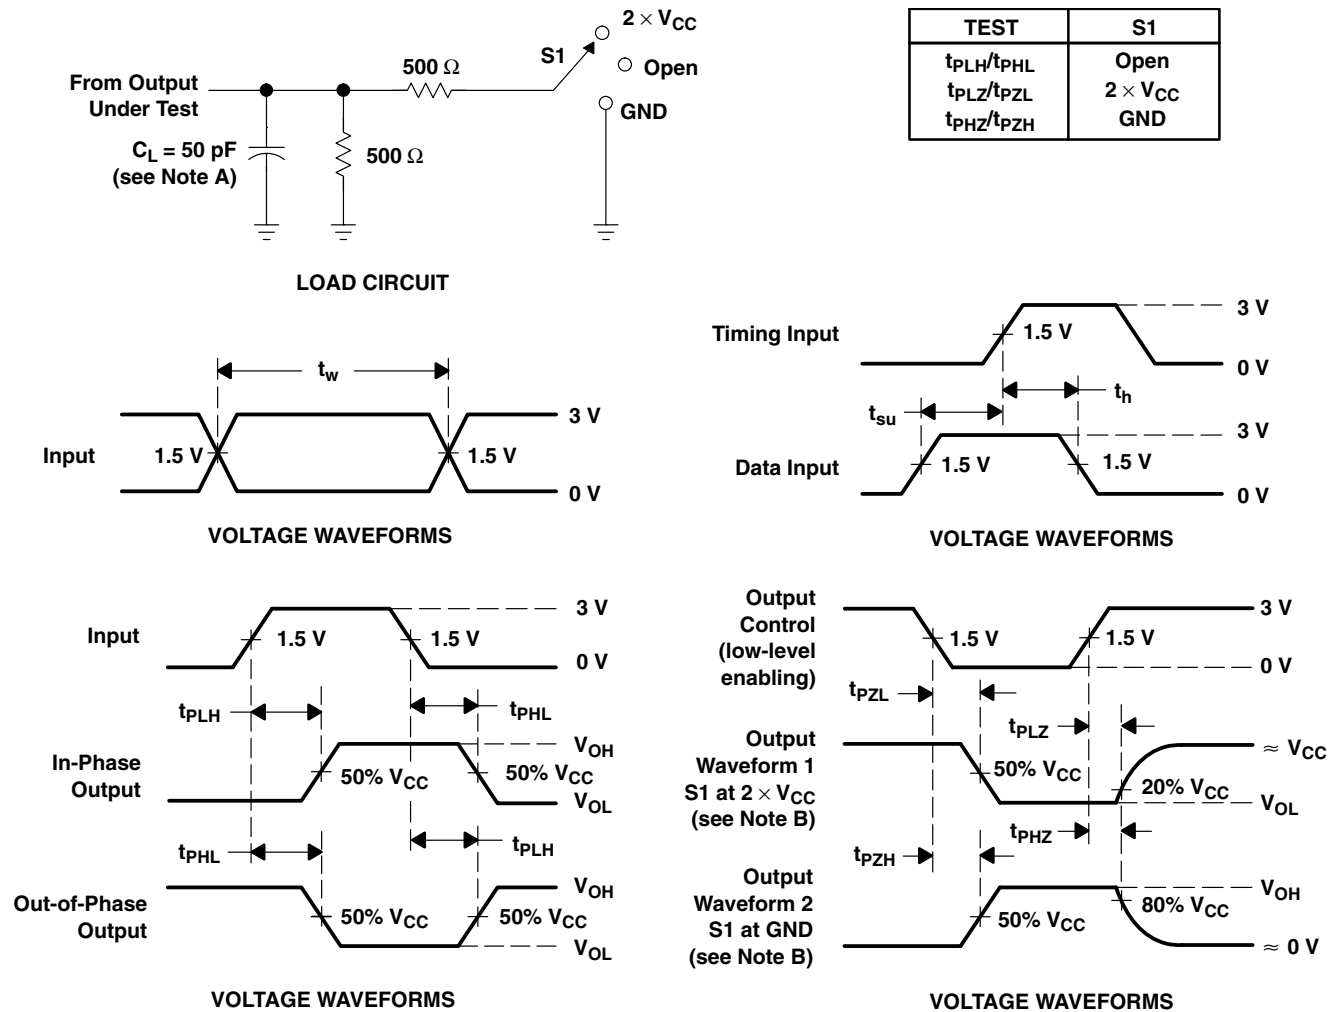 2 × VCC
S1
Open
GND
500 Ω
From Output
Under Test
CL = 50 pF
(see Note A)
500 Ω
LOAD CIRCUIT
TEST S1
tPLH/tPHL Open
tPLZ/tPZL 2 × VCC
tPHZ/tPZH GND
tw
3 V
Input 1.5 V 1.5 V
0 V
VOLTAGE WAVEFORMS
3 V
Timing Input 1.5 V
0 V
th
tsu
3 V
Data Input 1.5 V 1.5 V
0 V
VOLTAGE WAVEFORMS
3 V
Input 1.5 V 1.5 V
0 V
tPLH tPHL
VOH
In-Phase
Output
50% VCC 50% VCC
VOL
tPHL tPLH
VOH
Out-of-Phase
Output
50% VCC 50% VCC
VOL
VOLTAGE WAVEFORMS
Output
Control
(low-level
enabling)
3 V
1.5 V 1.5 V
0 V
tPZL
tPLZ
Output
Waveform 1
S1 at 2 × VCC
(see Note B)
≈ VCC
50% VCC 20% VCC
VOL
tPHZ
tPZH
Output
Waveform 2
S1 at GND
(see Note B)
VOH
50% VCC 80% VCC
≈ 0 V
VOLTAGE WAVEFORMS